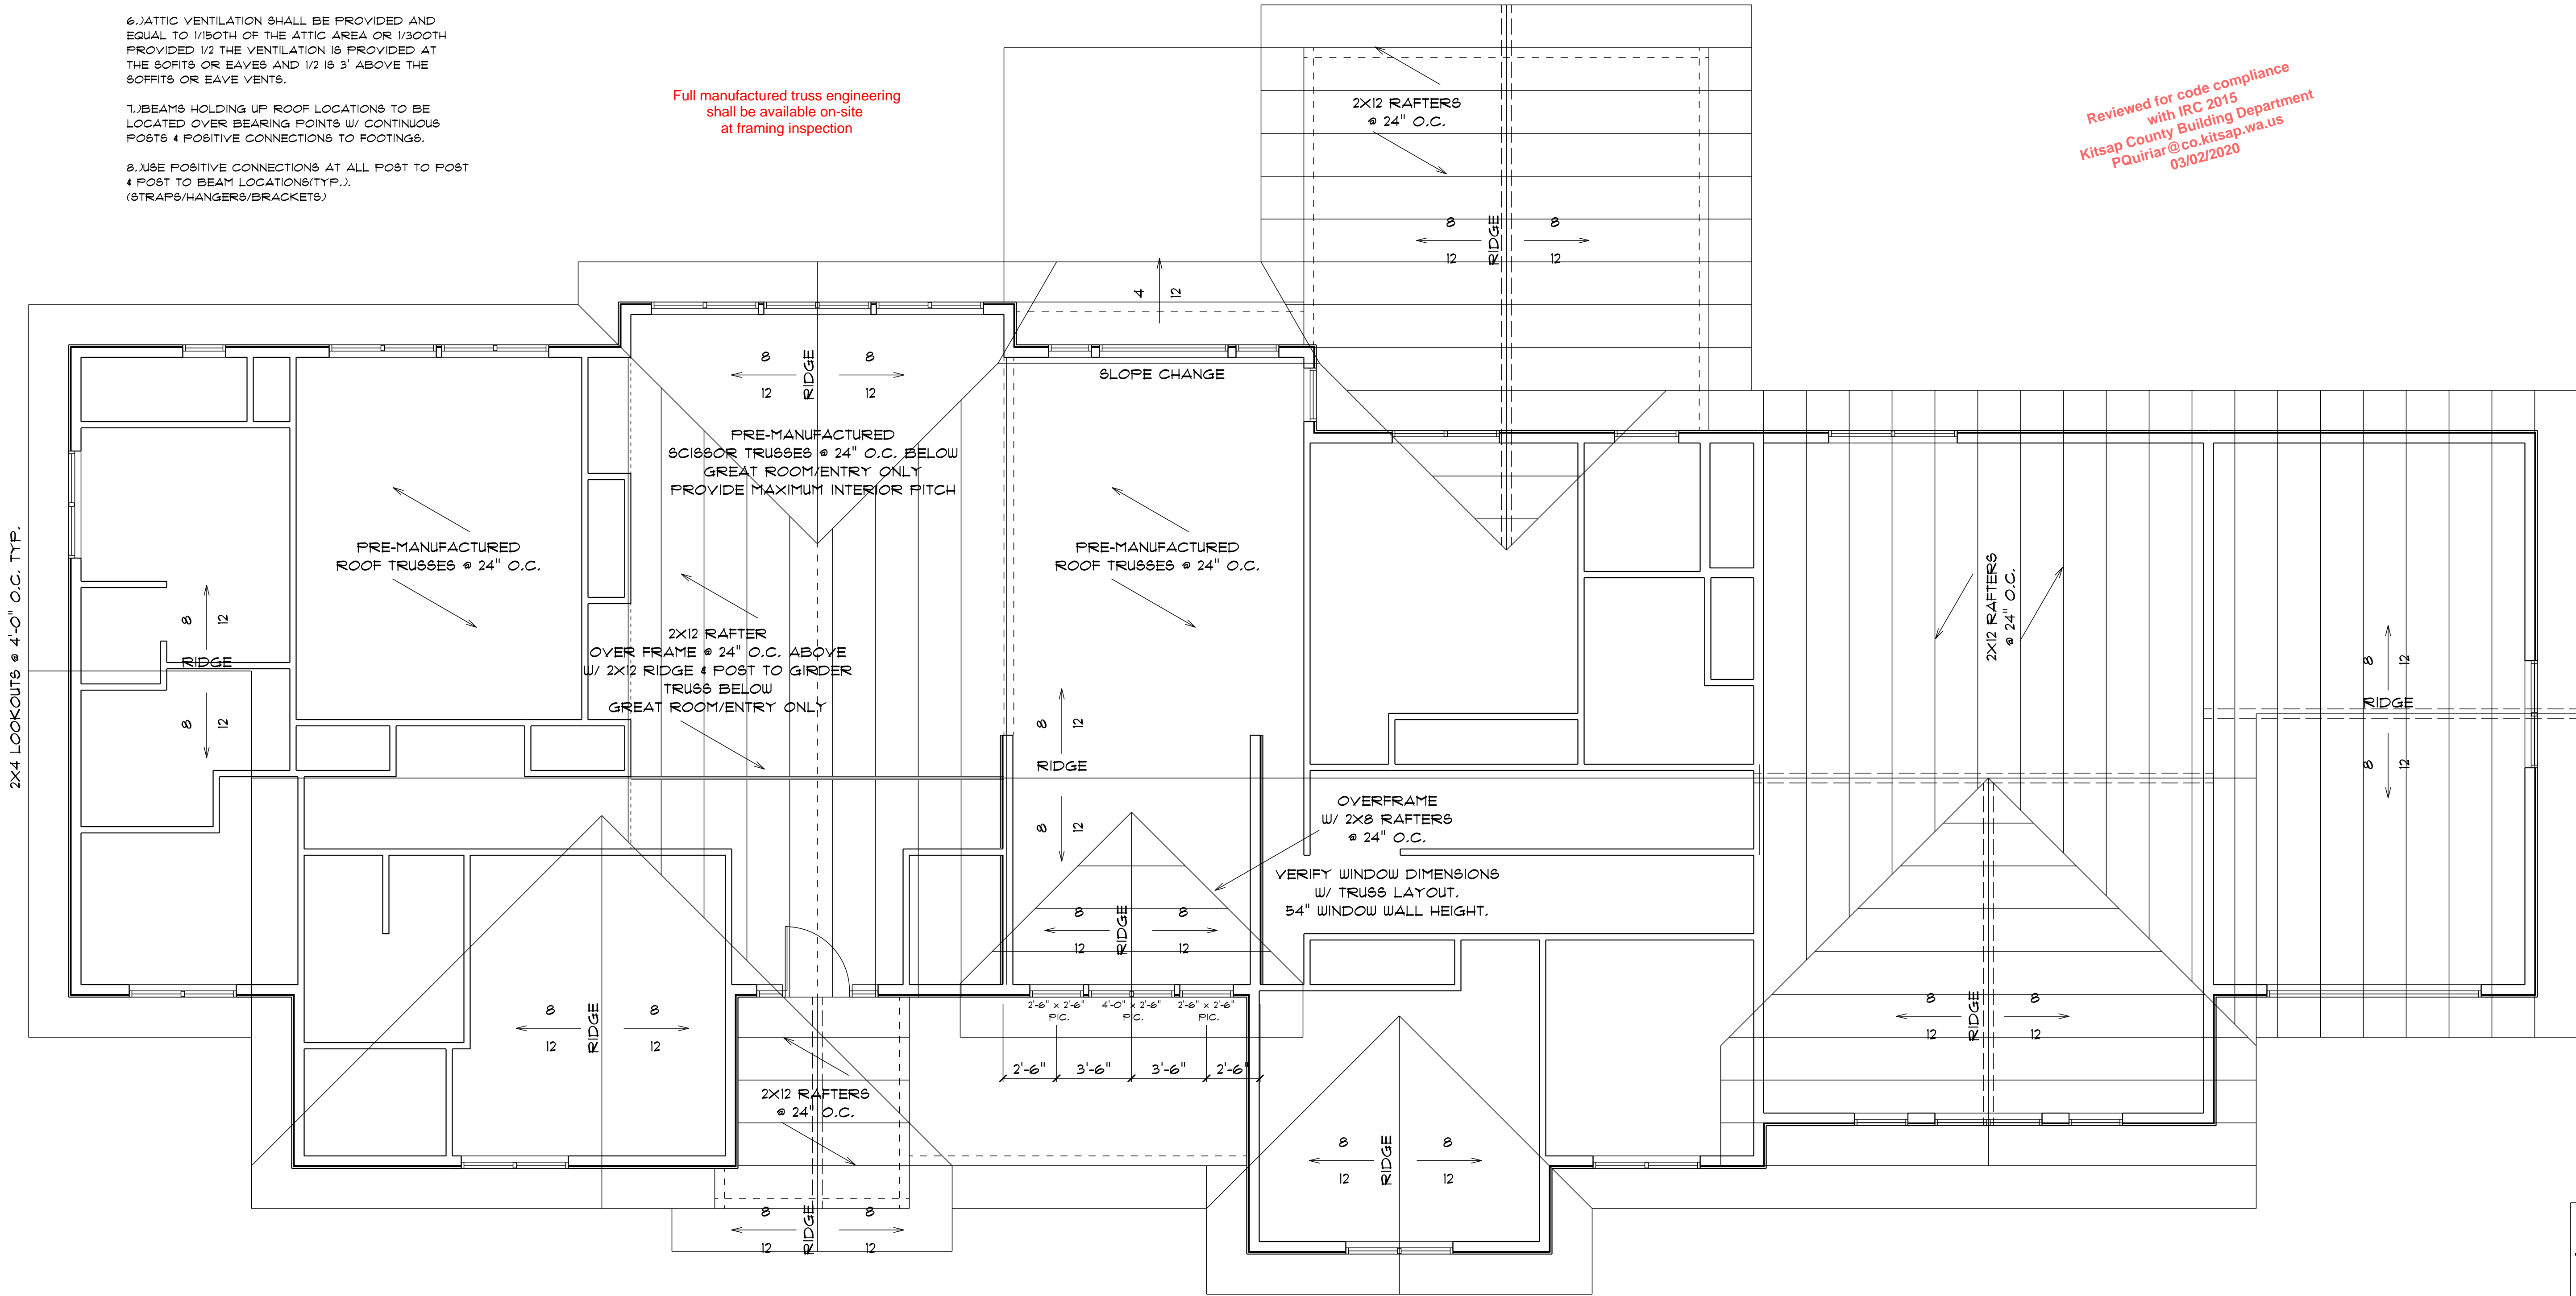 6.)ATTIC VENTILATION SHALL BE PROVIDED AND
EQUAL TO 1/150TH OF THE ATTIC AREA OR 1/300TH
PROVIDED 1/2 THE VENTILATION IS PROVIDED AT
THE SOFITS OR EAVES AND 1/2 IS 3' ABOVE THE
SOFFITS OR EAVE VENTS.
7.)BEAMS HOLDING UP ROOF LOCATIONS TO BE
LOCATED OVER BEARING POINTS W/ CONTINUOUS
POSTS & POSITIVE CONNECTIONS TO FOOTINGS.
8.)USE POSITIVE CONNECTIONS AT ALL POST TO POST
& POST TO BEAM LOCATIONS(TYP.).
(STRAPS/HANGERS/BRACKETS)
Full manufactured truss engineering
shall be available on-site
at framing inspection
Reviewed for code compliance
with IRC 2015
Kitsap County Building Department
PQuiriar@co.kitsap.wa.us
03/02/2020
2X12 RAFTERS
@ 24" O.C.
8
12
RIDGE
8
12
4
12
SLOPE CHANGE
8
12
RIDGE
8
12
PRE-MANUFACTURED
SCISSOR TRUSSES @ 24" O.C. BELOW
GREAT ROOM/ENTRY ONLY
PROVIDE MAXIMUM INTERIOR PITCH
2X4 LOOKOUTS @ 4'-0" O.C. TYP.
PRE-MANUFACTURED
ROOF TRUSSES @ 24" O.C.
PRE-MANUFACTURED
ROOF TRUSSES @ 24" O.C.
2X12 RAFTERS
@ 24" O.C.
8
12
RIDGE
8
12
2X12 RAFTER
OVER FRAME @ 24" O.C. ABOVE
W/ 2X12 RIDGE & POST TO GIRDER
TRUSS BELOW
GREAT ROOM/ENTRY ONLY
8
12
RIDGE
8
12
8
12
RIDGE
8
12
OVERFRAME
W/ 2X8 RAFTERS
@ 24" O.C.
VERIFY WINDOW DIMENSIONS
W/ TRUSS LAYOUT.
54" WINDOW WALL HEIGHT.
8
12
RIDGE
8
12
2'-6" x 2'-6"
PIC.
4'-0" x 2'-6"
PIC.
2'-6" x 2'-6"
PIC.
2'-6"
3'-6"
3'-6"
2'-6"
8
12
RIDGE
8
12
8
12
RIDGE
8
12
2X12 RAFTERS
@ 24" O.C.
8
12
RIDGE
8
12
8
12
RIDGE
8
12